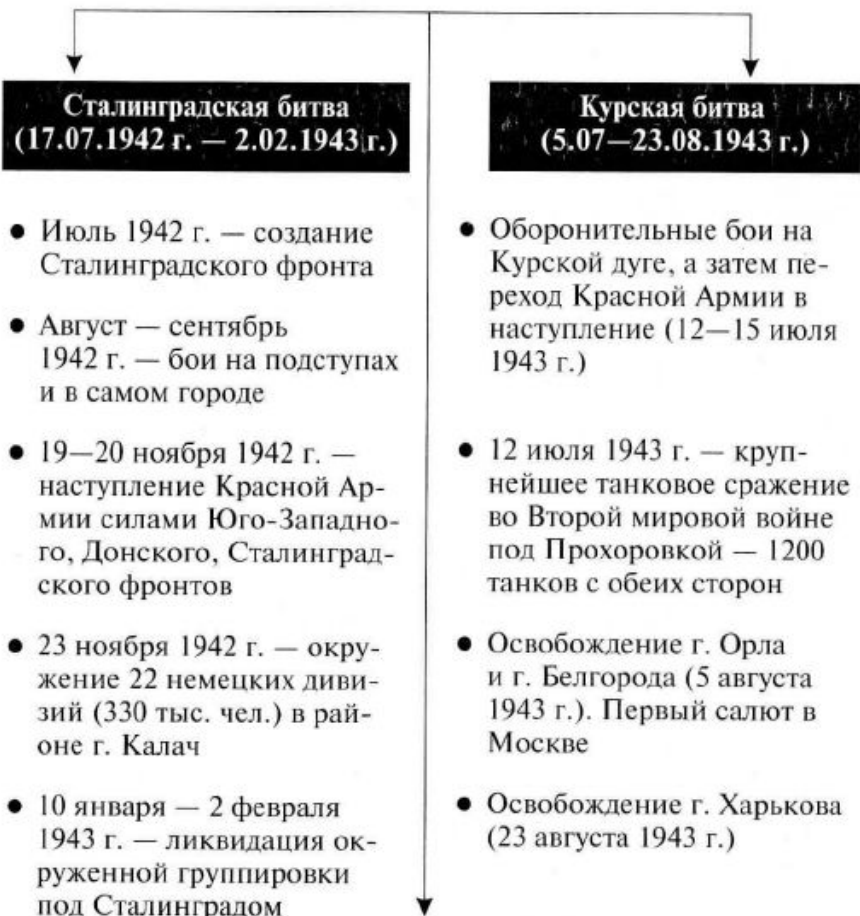 Сталинградская битва
(17.07.1942 г. — 2.02.1943 г.)
● Июль 1942 г. — создание
Сталинградского фронта
● Август — сентябрь
1942 г. — бои на подступах
и в самом городе
● 19—20 ноября 1942 г. —
наступление Красной Ар-
мии силами Юго-Западно-
го, Донского, Сталинград-
ского фронтов
● 23 ноября 1942 г. — окру-
жение 22 немецких диви-
зий (330 тыс. чел.) в рай-
оне г. Калач
● 10 января — 2 февраля
1943 г. — ликвидация ок-
руженной группировки
под Сталинградом
Курская битва
(5.07—23.08.1943 г.)
● Оборонительные бои на
Курской дуге, а затем пе-
реход Красной Армии в
наступление (12—15 июля
1943 г.)
● 12 июля 1943 г. — круп-
нейшее танковое сражение
во Второй мировой войне
под Прохоровкой — 1200
танков с обеих сторон
● Освобождение г. Орла
и г. Белгорода (5 августа
1943 г.). Первый салют в
Москве
● Освобождение г. Харькова
(23 августа 1943 г.)